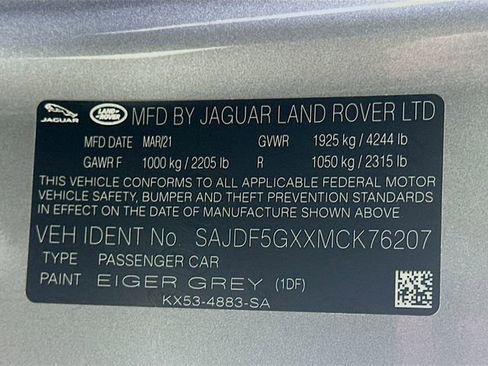 JAGUAR LAND-ROVER MFD BY JAGUAR LAND ROVER LTD
MFD DATE MAR/21 GVWR 1925 kg / 4244 lb
GAWR F 1000 kg / 2205 lb R 1050 kg / 2315 lb
THIS VEHICLE CONFORMS TO ALL APPLICABLE FEDERAL MOTOR
VEHICLE SAFETY, BUMPER AND THEFT PREVENTION STANDARDS
IN EFFECT ON THE DATE OF MANUFACTURE SHOWN ABOVE
VEH IDENT No. SAJDF5GXXMCK76207
TYPE PASSENGER CAR
PAINT EIGER GREY (1DF)
KX53-4883-SA